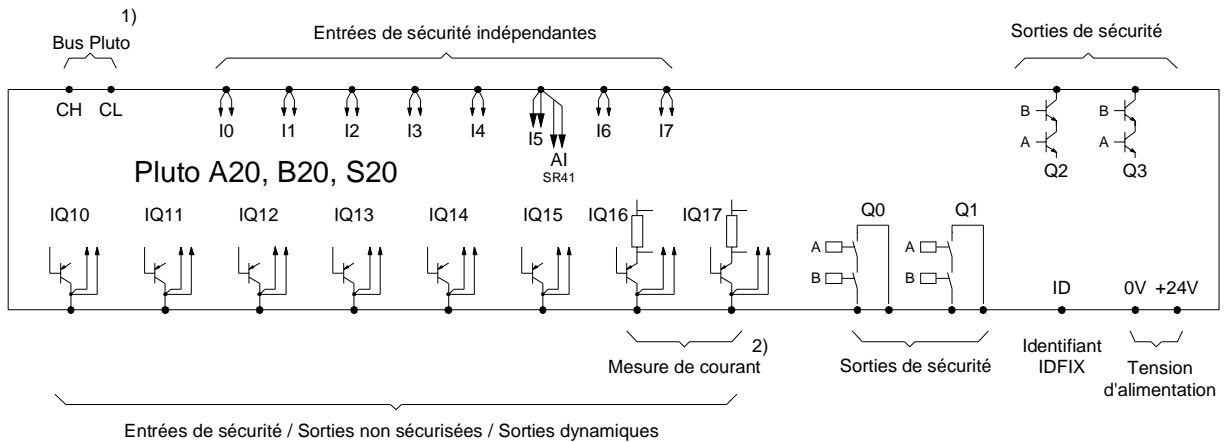 1)
Bus Pluto
Entrées de sécurité indépendantes
Sorties de sécurité
CH CL
I0 I1 I2 I3 I4 I5 I6 I7
AI
SR41
B B
A A
Q2 Q3
Pluto A20, B20, S20
IQ10 IQ11 IQ12 IQ13 IQ14 IQ15 IQ16 IQ17
Q0 Q1
A A
B B
ID 0V +24V
2)
Mesure de courant
Sorties de sécurité
Identifiant
IDFIX
Tension
d'alimentation
Entrées de sécurité / Sorties non sécurisées / Sorties dynamiques